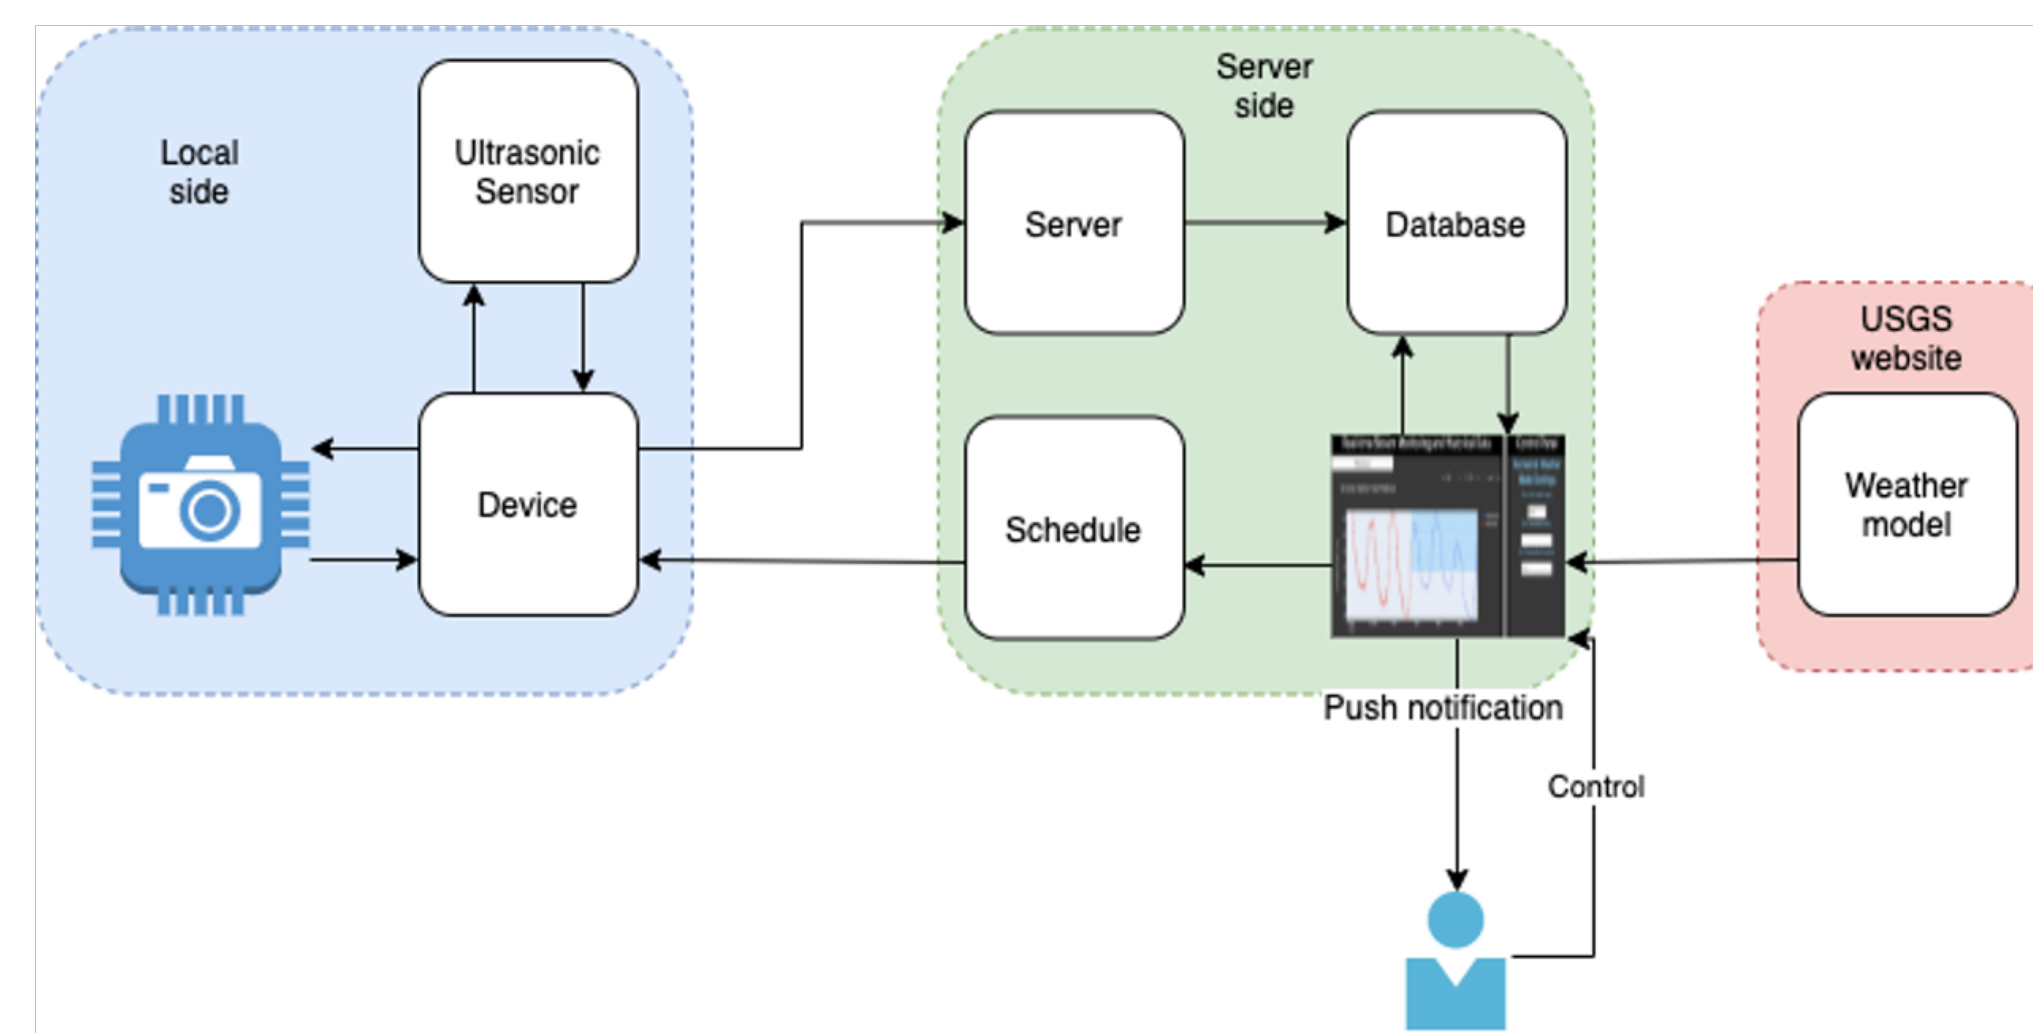 Local
side
Ultrasonic
Sensor
Device
Server
side
Server
Database
Schedule
USGS
website
Weather
model
Push notification
Control